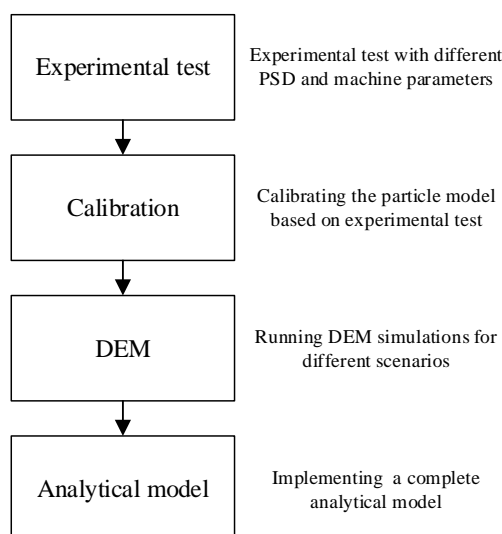 Experimental test
Experimental test with different
PSD and machine parameters
Calibration
Calibrating the particle model
based on experimental test
DEM
Running DEM simulations for
different scenarios
Analytical model
Implementing a complete
analytical model